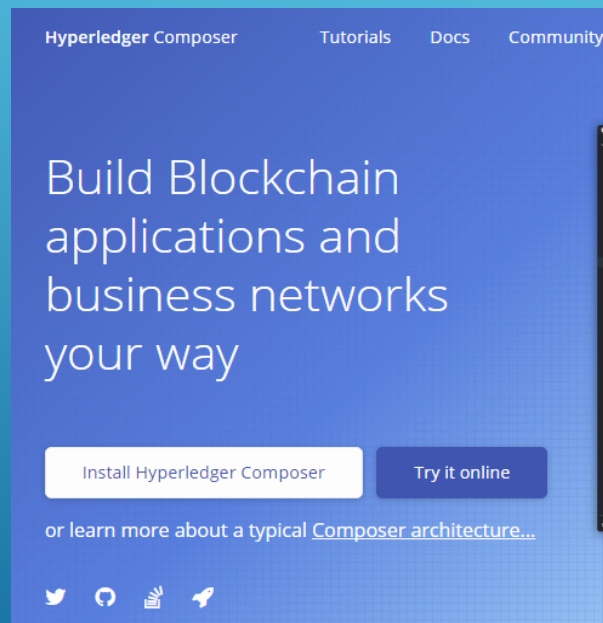 Hyperledger Composer Tutorials Docs Community
Build Blockchain
applications and
business networks
your way
Install Hyperledger Composer Try it online
or learn more about a typical Composer architecture...